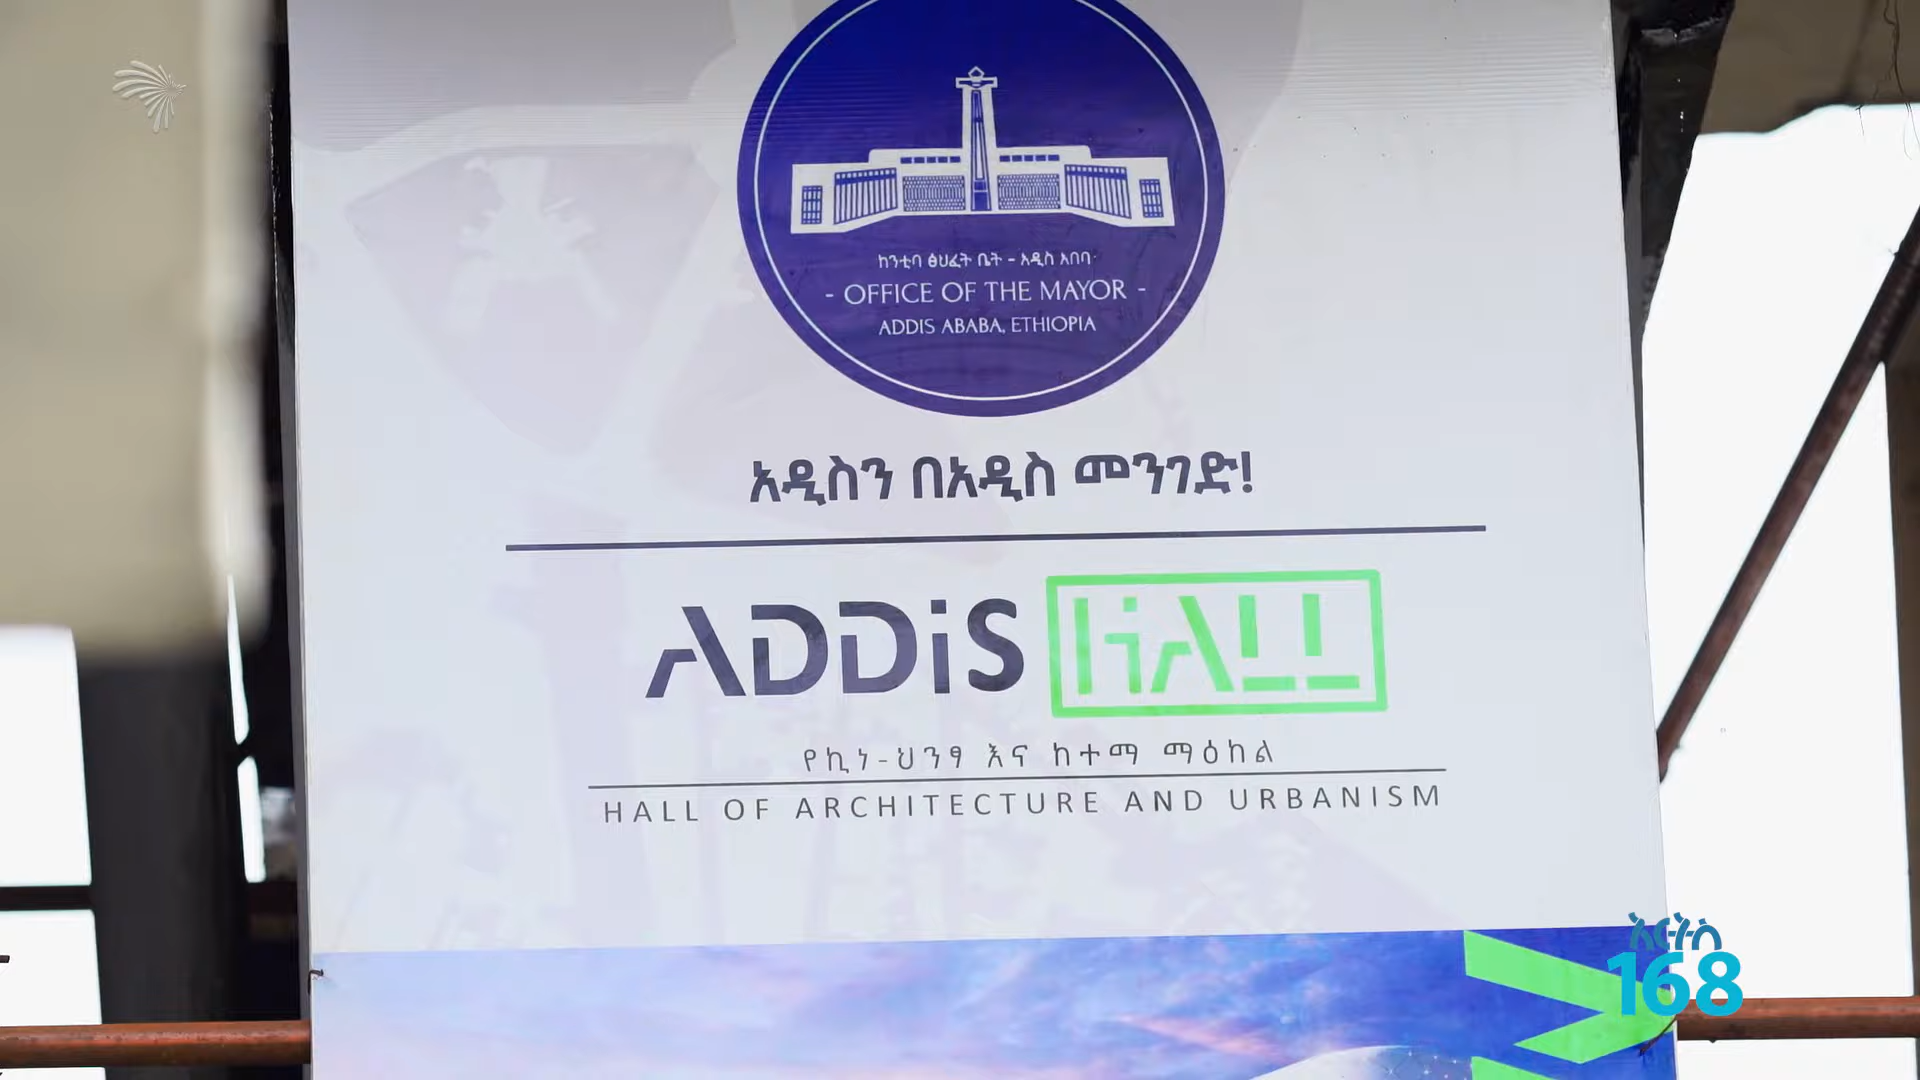 ከንቲባ ፅህፈት ቤት - አዲስ አበባ
- OFFICE OF THE MAYOR -
ADDIS ABABA, ETHIOPIA
አዲስን በአዲስ መንገድ!
ADDiS HALL
የኪነ-ህንፃ እና ከተማ ማዕከል
HALL OF ARCHITECTURE AND URBANISM
አርትስ
168